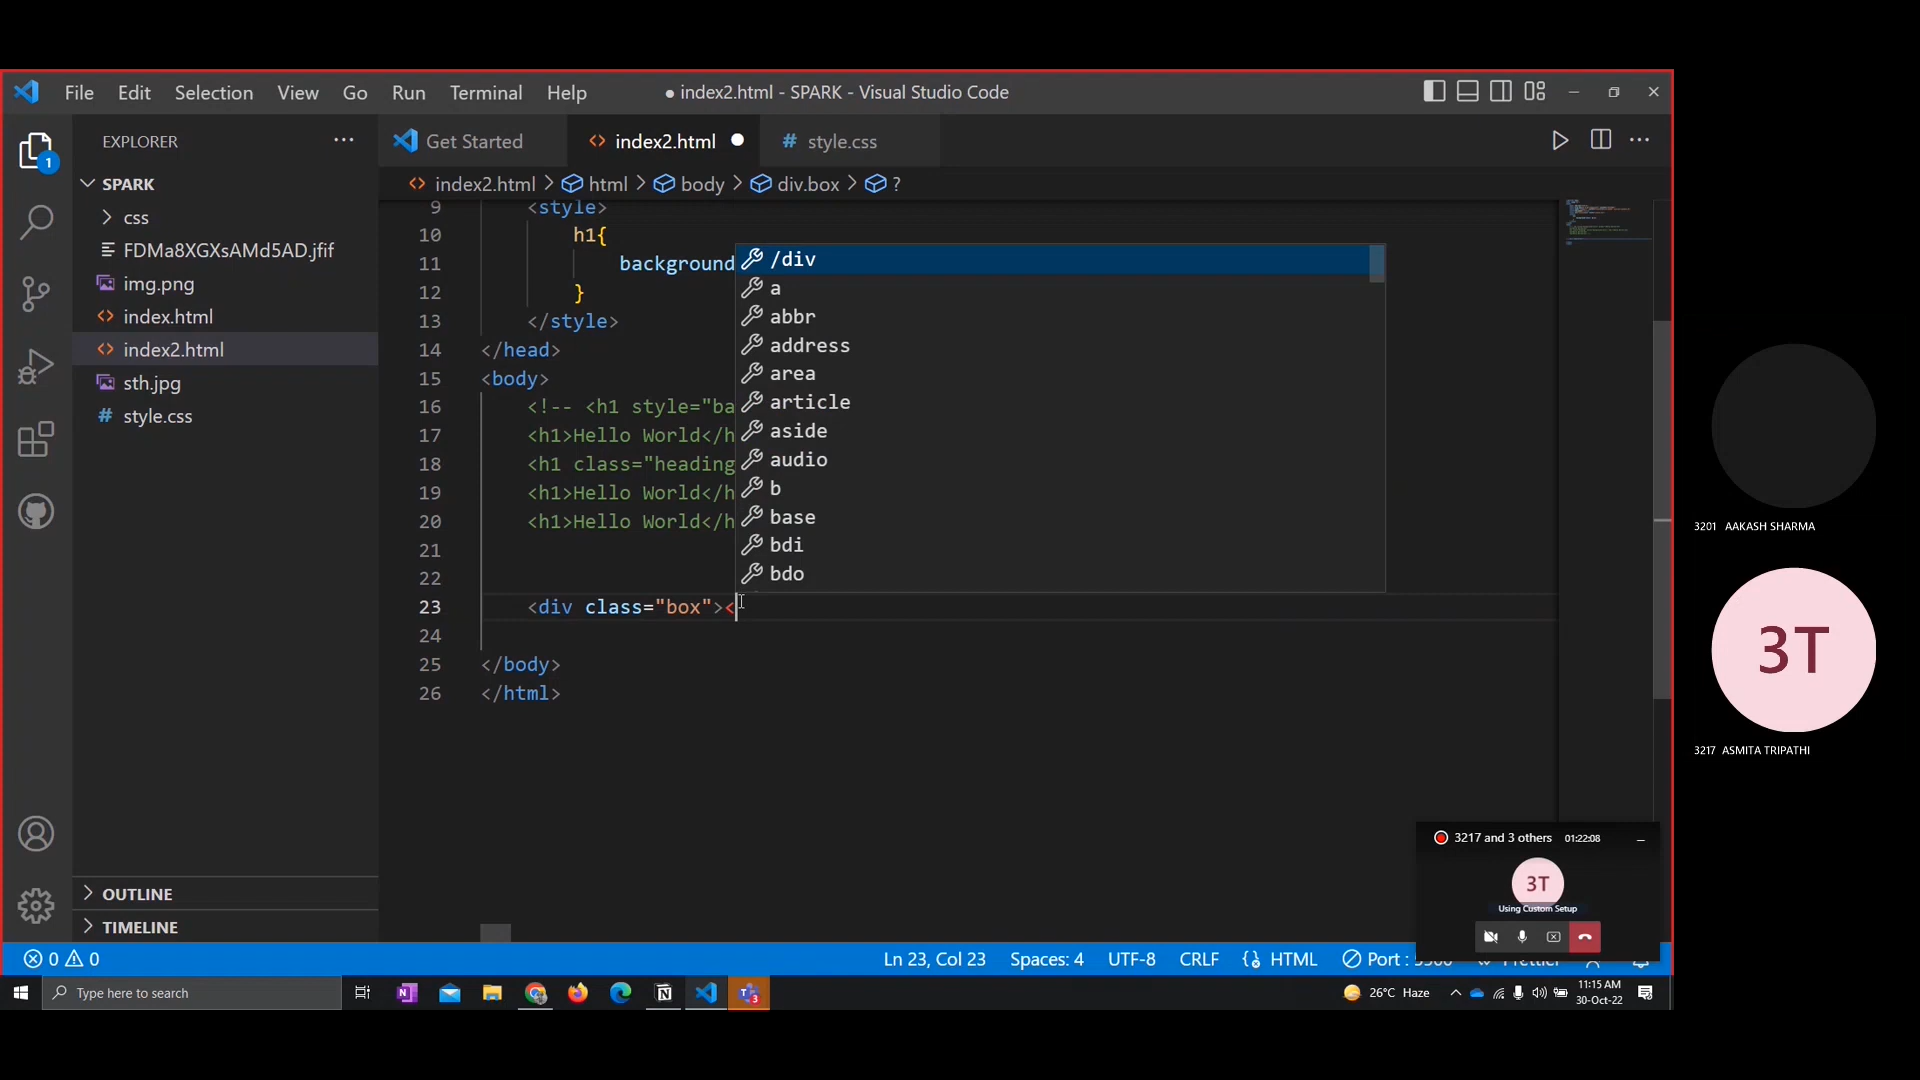 File Edit Selection View Go Run Terminal Help
● index2.html - SPARK - Visual Studio Code
EXPLORER
Get Started
index2.html
# style.css
index2.html > html > body > div.box > ?
1
SPARK
css
FDMa8XGXsAMd5AD.jfif
img.png
index.html
index2.html
sth.jpg
# style.css
OUTLINE
TIMELINE
9 <style>
10 h1{
11 background
12 }
13 </style>
14 </head>
15 <body>
16 <!-- <h1 style="ba
17 <h1>Hello World</h
18 <h1 class="heading
19 <h1>Hello World</h
20 <h1>Hello World</h
21
22
23 <div class="box"><
24
25 </body>
26 </html>
/div
a
abbr
address
area
article
aside
audio
b
base
bdi
bdo
3201 AAKASH SHARMA
3T
3217 ASMITA TRIPATHI
3217 and 3 others 01:22:08
3T
Using Custom Setup
0 0
Ln 23, Col 23 Spaces: 4 UTF-8 CRLF HTML Port :
Type here to search
26°C Haze
11:15 AM
30-Oct-22